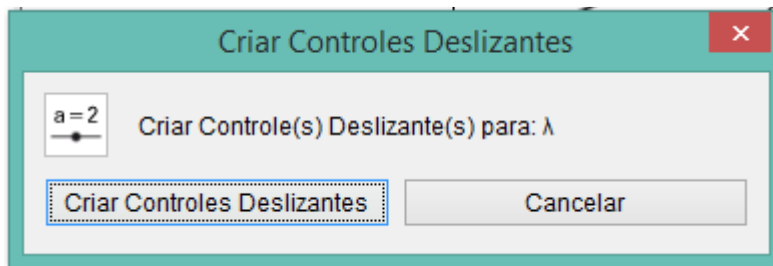 Criar Controles Deslizantes
×
a=2
Criar Controle(s) Deslizante(s) para: λ
Criar Controles Deslizantes
Cancelar